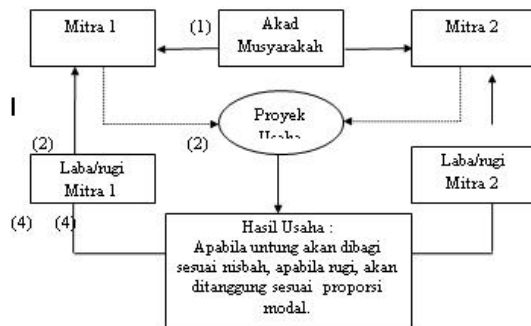 Mitra 1
(1)
Akad
Musyarakah
Mitra 2
Proyek
Usaha
(2)
(2)
Laba/rugi
Mitra 1
Laba/rugi
Mitra 2
(4)
(4)
Hasil Usaha :
Apabila untung akan dibagi
sesuai nisbah, apabila rugi, akan
ditanggung sesuai proporsi
modal.